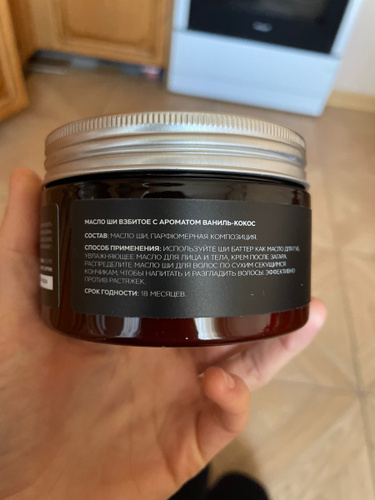 МАСЛО ШИ ВЗБИТОЕ С АРОМАТОМ ВАНИЛЬ-КОКОС
СОСТАВ: МАСЛО ШИ, ПАРФЮМЕРНАЯ КОМПОЗИЦИЯ.
СПОСОБ ПРИМЕНЕНИЯ: ИСПОЛЬЗУЙТЕ ШИ БАТТЕР КАК МАСЛО ДЛЯ ГУБ,
УВЛАЖНЯЮЩЕЕ МАСЛО ДЛЯ ЛИЦА И ТЕЛА, КРЕМ ПОСЛЕ ЗАГАРА.
РАСПРЕДЕЛИТЕ МАСЛО ШИ ДЛЯ ВОЛОС ПО СУХИМ СЕКУЩИМСЯ
КОНЧИКАМ, ЧТОБЫ НАПИТАТЬ И РАЗГЛАДИТЬ ВОЛОСЫ. ЭФФЕКТИВНО
ПРОТИВ РАСТЯЖЕК.
СРОК ГОДНОСТИ: 18 МЕСЯЦЕВ.